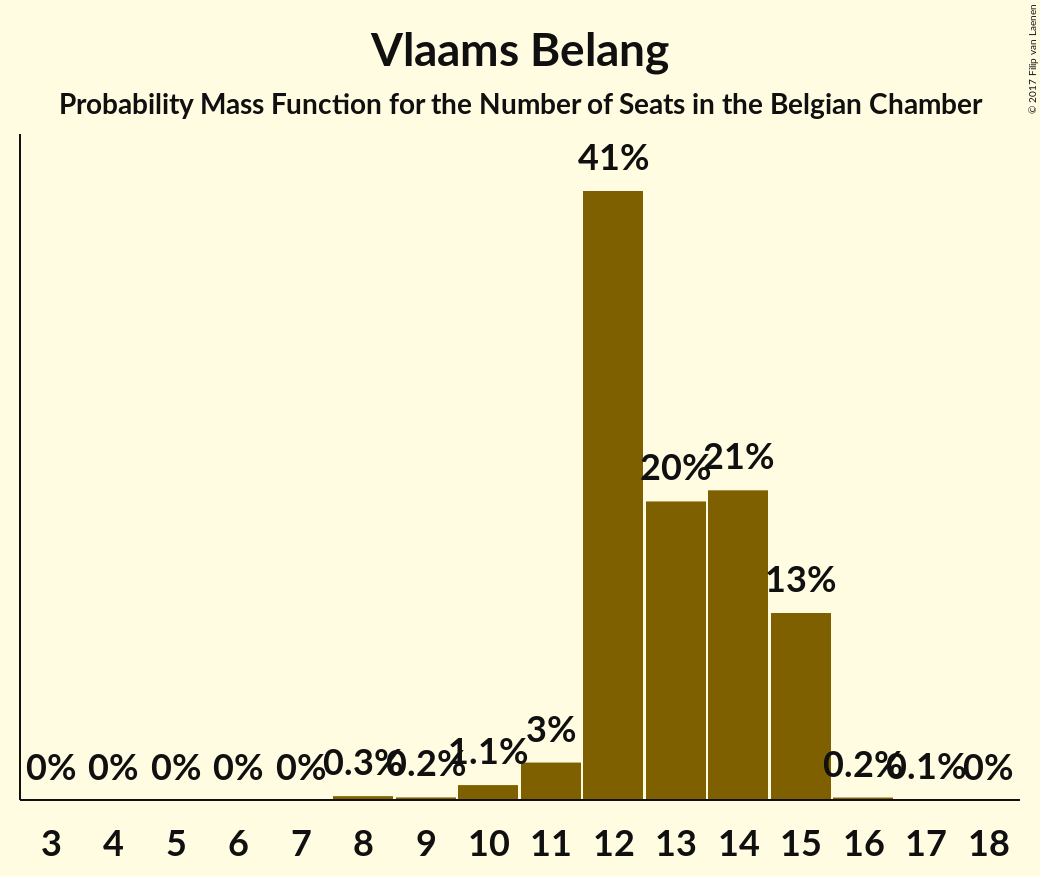 Vlaams Belang
Probability Mass Function for the Number of Seats in the Belgian Chamber
© 2017 Filip van Laenen
41%
20%
21%
13%
3%
1.1%
0% 0% 0% 0% 0% 0.3% 0.2% 0.2% 0.1% 0%
3 4 5 6 7 8 9 10 11 12 13 14 15 16 17 18